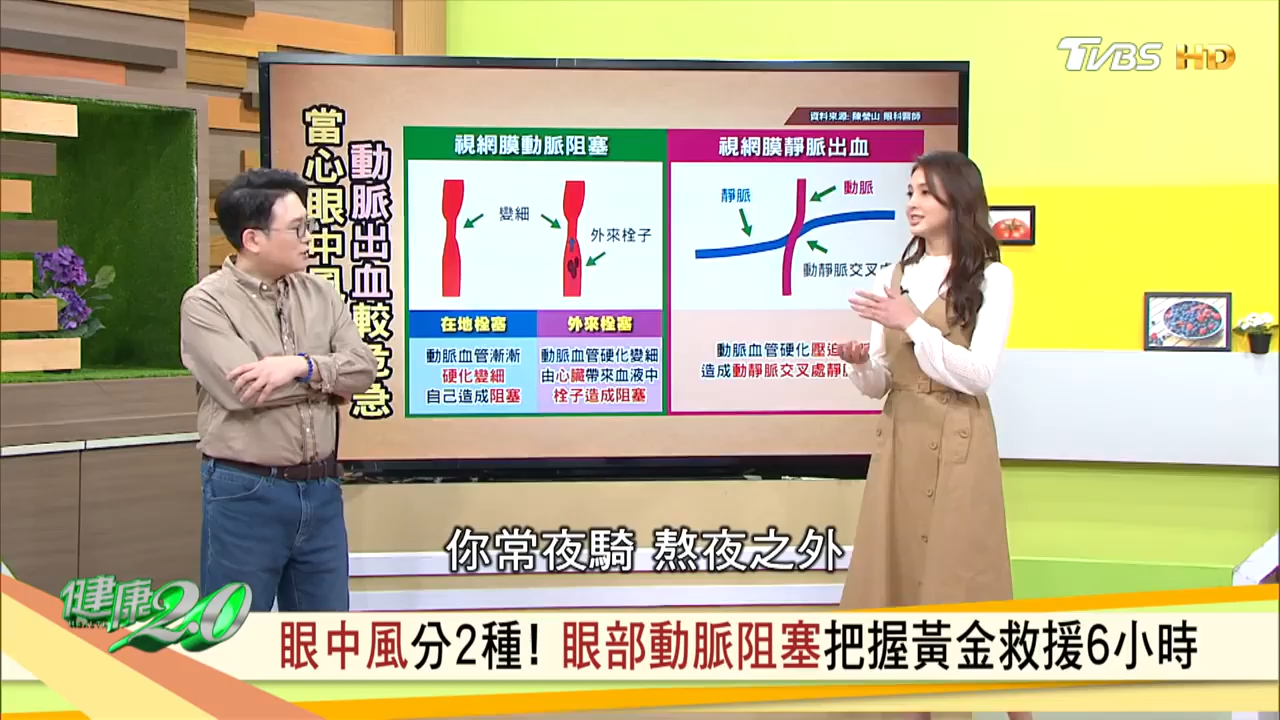 TVBS HD
資料來源: 陳瑩山 眼科醫師
當心眼中風
動脈出血較危急
視網膜動脈阻塞
視網膜靜脈出血
變細
外來栓子
靜脈
動脈
動靜脈交叉處
在地栓塞
外來栓塞
動脈血管漸漸
硬化變細
自己造成阻塞
動脈血管硬化變細
由心臟帶來血液中
栓子造成阻塞
動脈血管硬化壓迫
造成動靜脈交叉處靜
你常夜騎 熬夜之外
健康2.0
眼中風分2種! 眼部動脈阻塞把握黃金救援6小時